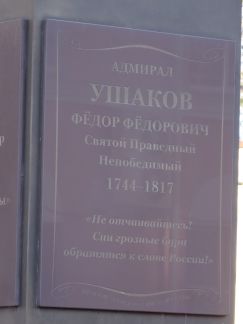 АДМИРАЛ
УШАКОВ
ФЁДОР ФЁДОРОВИЧ
Святой Праведный
Непобедимый
1744–1817
«Не отчаивайтесь!
Сии грозные бури
обратятся к славе России!»